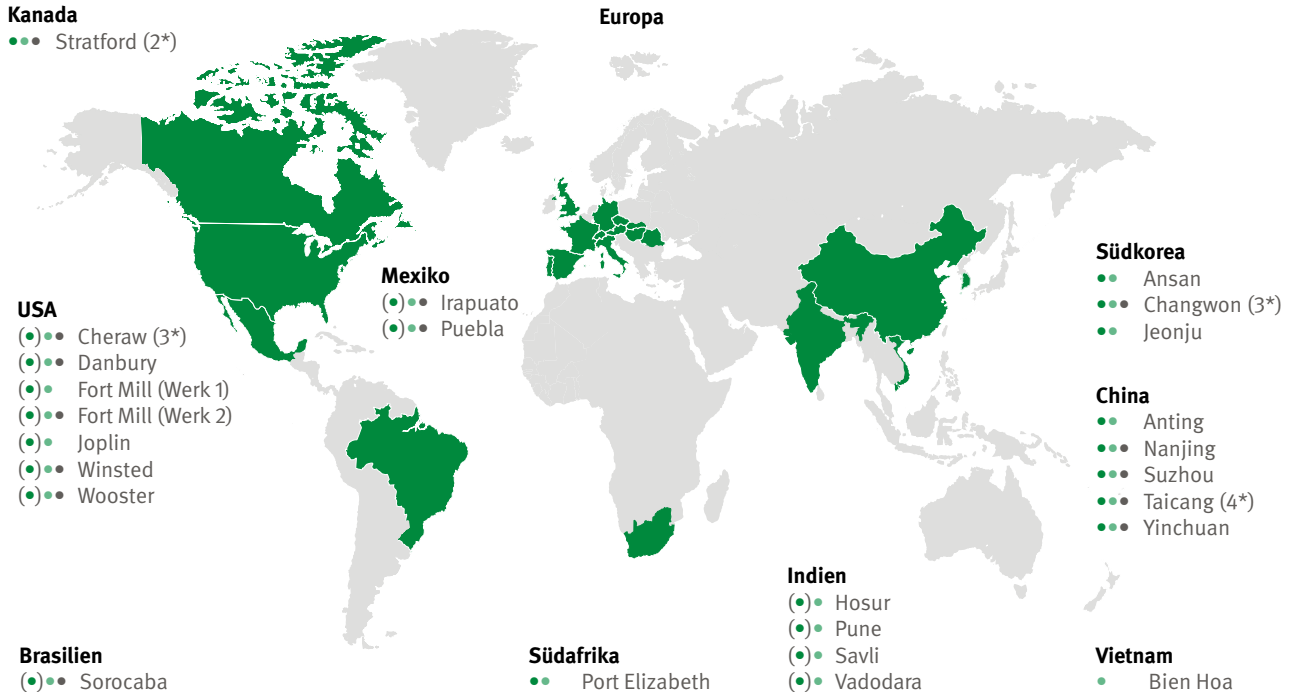 Kanada
Stratford (2*)
Europa
Mexiko
(•)•• Irapuato
(•)•• Puebla
USA
(•)•• Cheraw (3*)
(•)•• Danbury
(•)• Fort Mill (Werk 1)
(•)•• Fort Mill (Werk 2)
(•)• Joplin
(•)•• Winsted
(•)•• Wooster
Südkorea
Ansan
Changwon (3*)
Jeonju
China
Anting
Nanjing
Suzhou
Taicang (4*)
Yinchuan
Brasilien
(•)•• Sorocaba
Südafrika
Port Elizabeth
Indien
(•)• Hosur
(•)• Pune
(•)• Savli
(•)• Vadodara
Vietnam
Bien Hoa